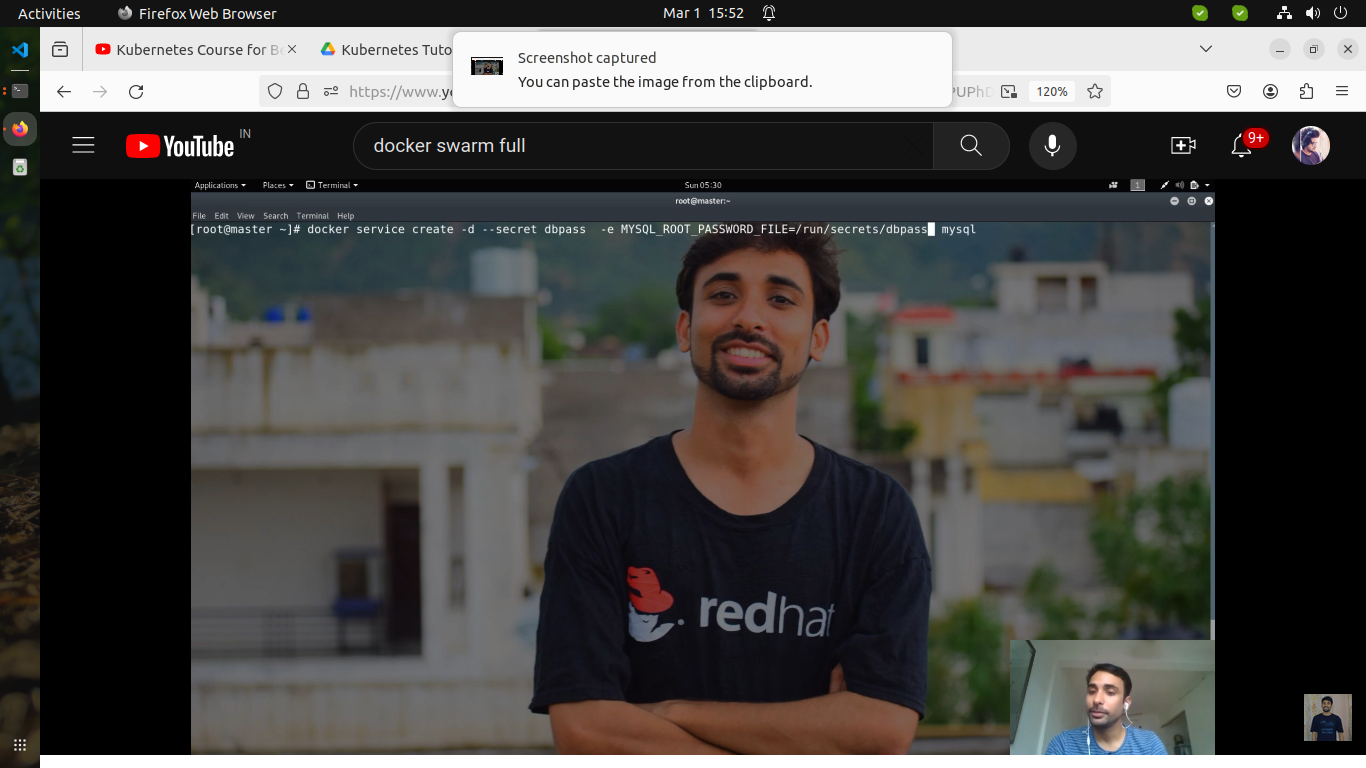 Activities
Firefox Web Browser
Mar 1 15:52
Kubernetes Course for Be
Kubernetes Tuto
Screenshot captured
You can paste the image from the clipboard.
https://www.yo
120%
YouTube
IN
docker swarm full
9+
Applications Places Terminal
Sun 05:30
1
root@master:~
File Edit View Search Terminal Help
[root@master ~]# docker service create -d --secret dbpass -e MYSQL_ROOT_PASSWORD_FILE=/run/secrets/dbpass mysql
redhat